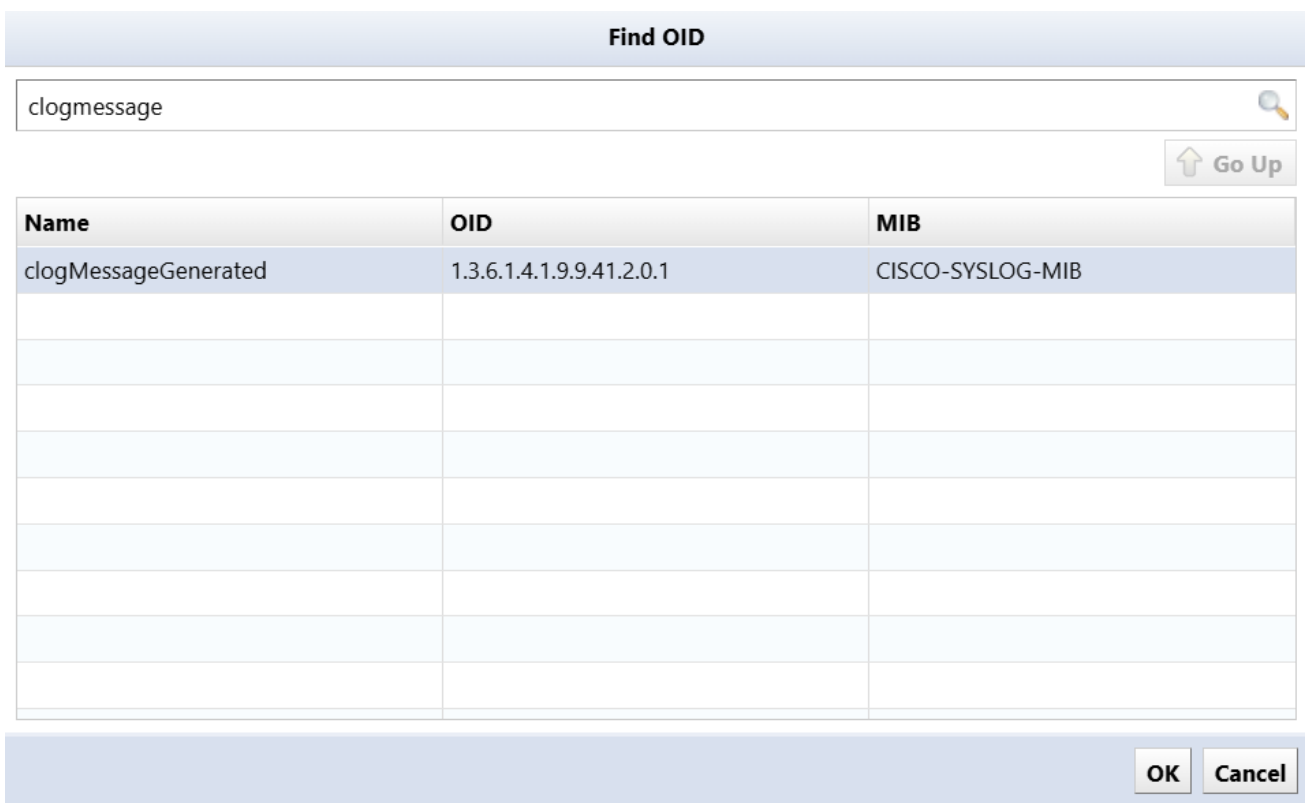 Find OID
clogmessage
Go Up
Name OID MIB
clogMessageGenerated 1.3.6.1.4.1.9.9.41.2.0.1 CISCO-SYSLOG-MIB
OK Cancel